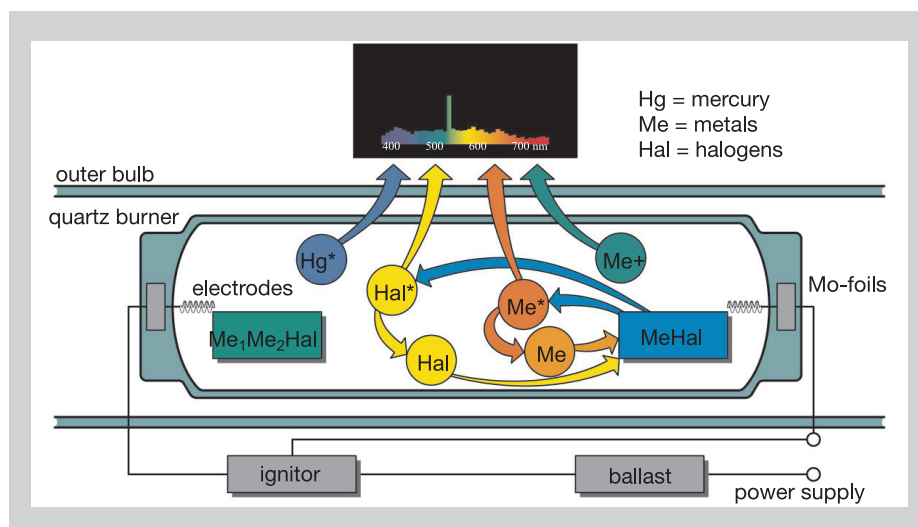 400 500 600 700 nm
Hg = mercury
Me = metals
Hal = halogens
outer bulb
quartz burner
Hg*
Me+
Mo-foils
electrodes
Hal*
Me*
Me₁Me₂Hal
Hal
Me
MeHal
ignitor
ballast
power supply